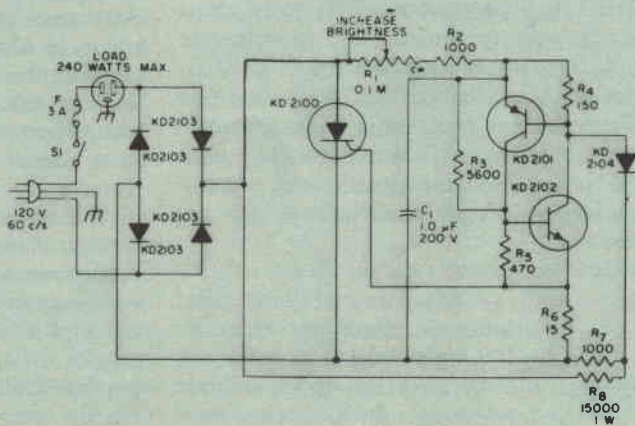 INCREASE
BRIGHTNESS
LOAD
240 WATTS MAX.
F
3 A
S1
120 V
60 c/s
KD2103
KD2103
KD2103
KD2103
KD2100
R1
0.1 M
CW
R2
1000
R3
5600
C1
1.0 µF
200 V
R4
150
KD2101
KD2102
KD
2104
R5
470
R6
15
R7
1000
R8
15000
1 W